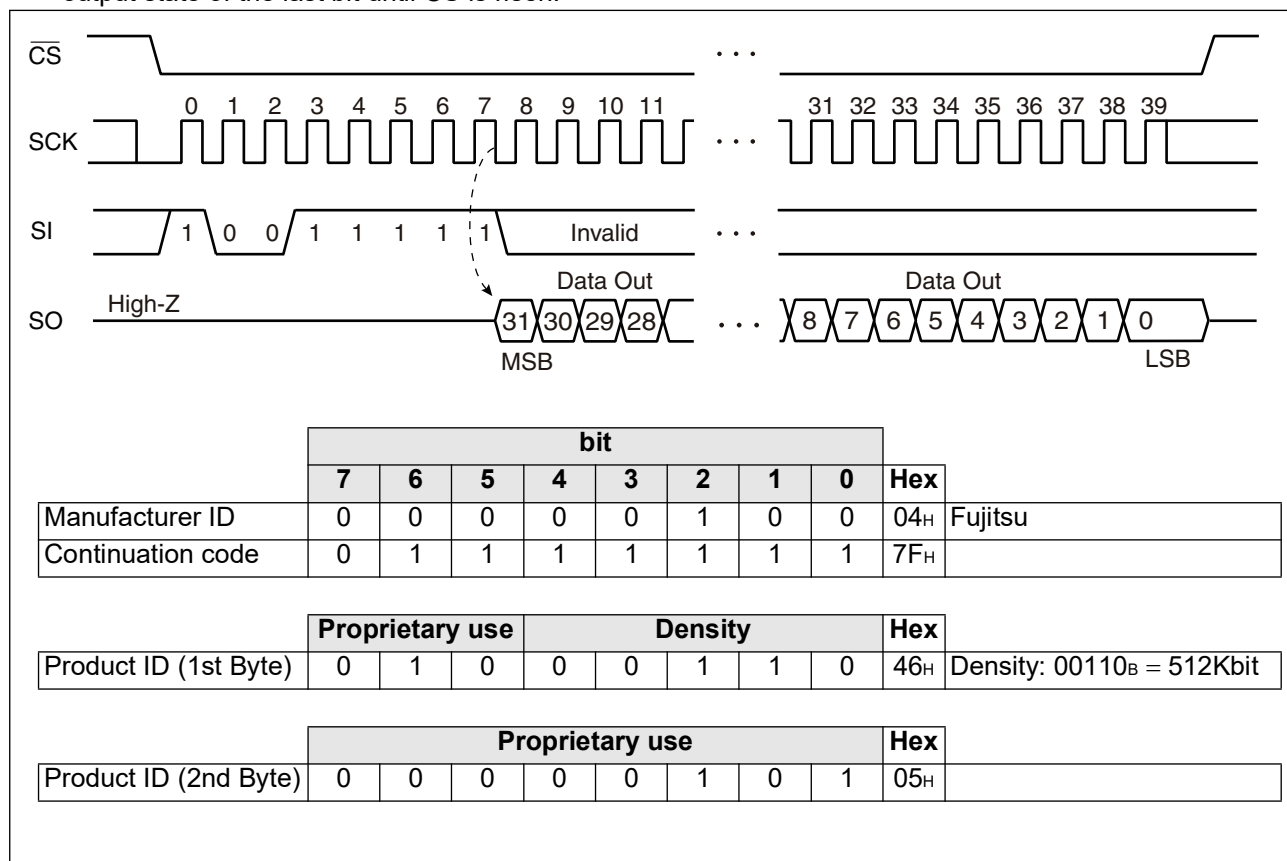 CS
. . .
0 1 2 3 4 5 6 7 8 9 10 11 31 32 33 34 35 36 37 38 39
SCK
. . .
SI 1 0 0 1 1 1 1 1 Invalid . . .
Data Out Data Out
High-Z
SO 31 30 29 28 . . . 8 7 6 5 4 3 2 1 0
MSB LSB
bit
7 6 5 4 3 2 1 0 Hex
Manufacturer ID 0 0 0 0 0 1 0 0 04H Fujitsu
Continuation code 0 1 1 1 1 1 1 1 7FH
Proprietary use Density Hex
Product ID (1st Byte) 0 1 0 0 0 1 1 0 46H Density: 00110B = 512Kbit
Proprietary use Hex
Product ID (2nd Byte) 0 0 0 0 0 1 0 1 05H